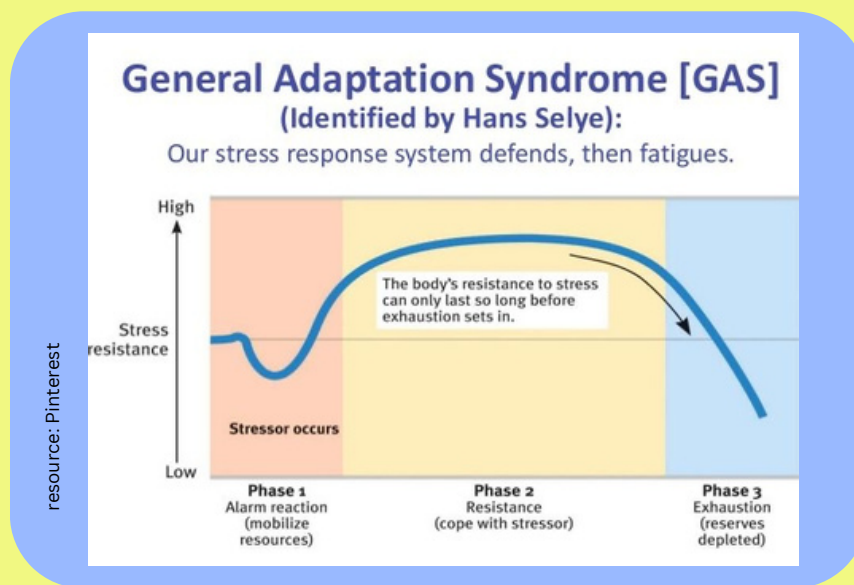 General Adaptation Syndrome [GAS]
(Identified by Hans Selye):
Our stress response system defends, then fatigues.
High
The body's resistance to stress
can only last so long before
exhaustion sets in.
Stress
resistance
Stressor occurs
Low
Phase 1
Alarm reaction
(mobilize
resources)
Phase 2
Resistance
(cope with stressor)
Phase 3
Exhaustion
(reserves
depleted)
resource: Pinterest